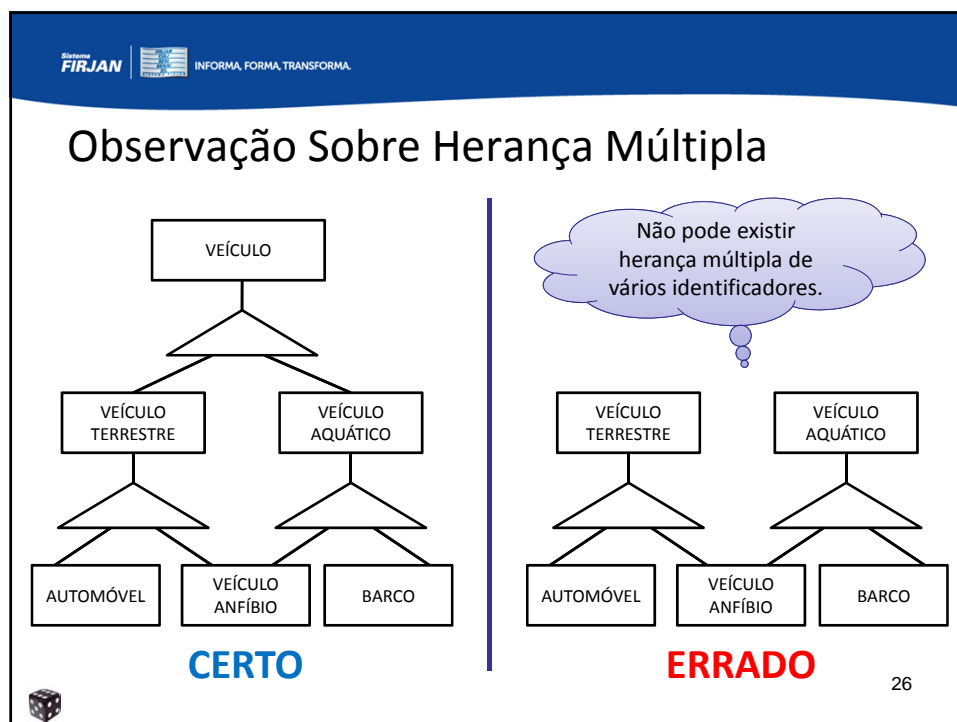 Sistema
FIRJAN
INFORMA, FORMA, TRANSFORMA.
Observação Sobre Herança Múltipla
VEÍCULO
VEÍCULO
TERRESTRE
VEÍCULO
AQUÁTICO
AUTOMÓVEL
VEÍCULO
ANFÍBIO
BARCO
CERTO
Não pode existir
herança múltipla de
vários identificadores.
VEÍCULO
TERRESTRE
VEÍCULO
AQUÁTICO
AUTOMÓVEL
VEÍCULO
ANFÍBIO
BARCO
ERRADO
26